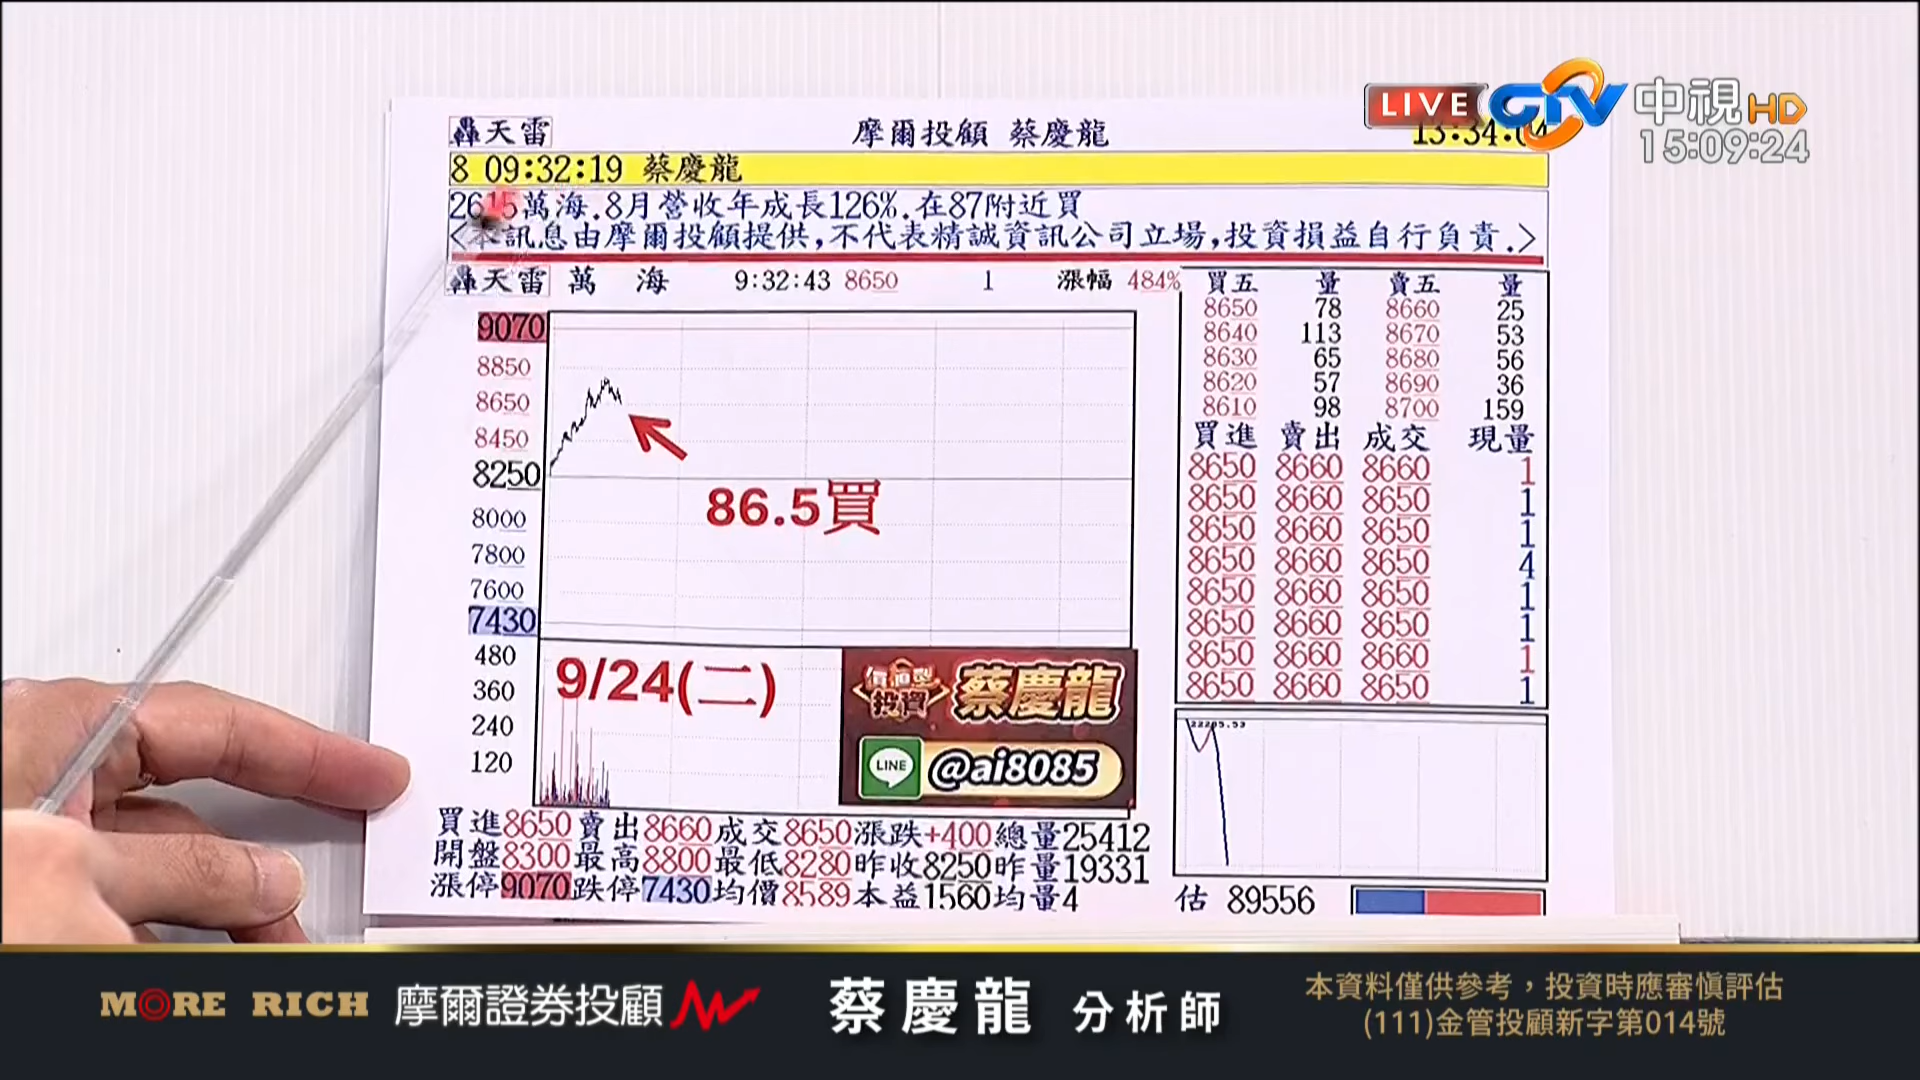 LIVE CTV 中視HD
15:09:24
轟天雷 摩爾投顧 蔡慶龍
8 09:32:19 蔡慶龍
2615萬海.8月營收年成長126%.在87附近買
<本訊息由摩爾投顧提供,不代表精誠資訊公司立場,投資損益自行負責.>
轟天雷 萬 海 9:32:43 8650 1 漲幅 484%
買五 量 賣五 量
8650 78 8660 25
8640 113 8670 53
8630 65 8680 56
8620 57 8690 36
8610 98 8700 159
買進 賣出 成交 現量
8650 8660 8660 1
8650 8660 8650 1
8650 8660 8650 1
8650 8660 8650 4
8650 8660 8650 1
8650 8660 8650 1
8650 8660 8660 1
8650 8660 8650 1
9070
8850
8650
8450
8250
8000
7800
7600
7430
86.5買
480
360
240
120
9/24(二)
價值型投資 蔡慶龍
LINE @ai8085
22285.53
買進8650賣出8660成交8650漲跌+400總量25412
開盤8300最高8800最低8280昨收8250昨量19331
漲停9070跌停7430均價8589本益1560均量4
估 89556
MORE RICH 摩爾證券投顧 蔡慶龍 分析師
本資料僅供參考，投資時應審慎評估
(111)金管投顧新字第014號